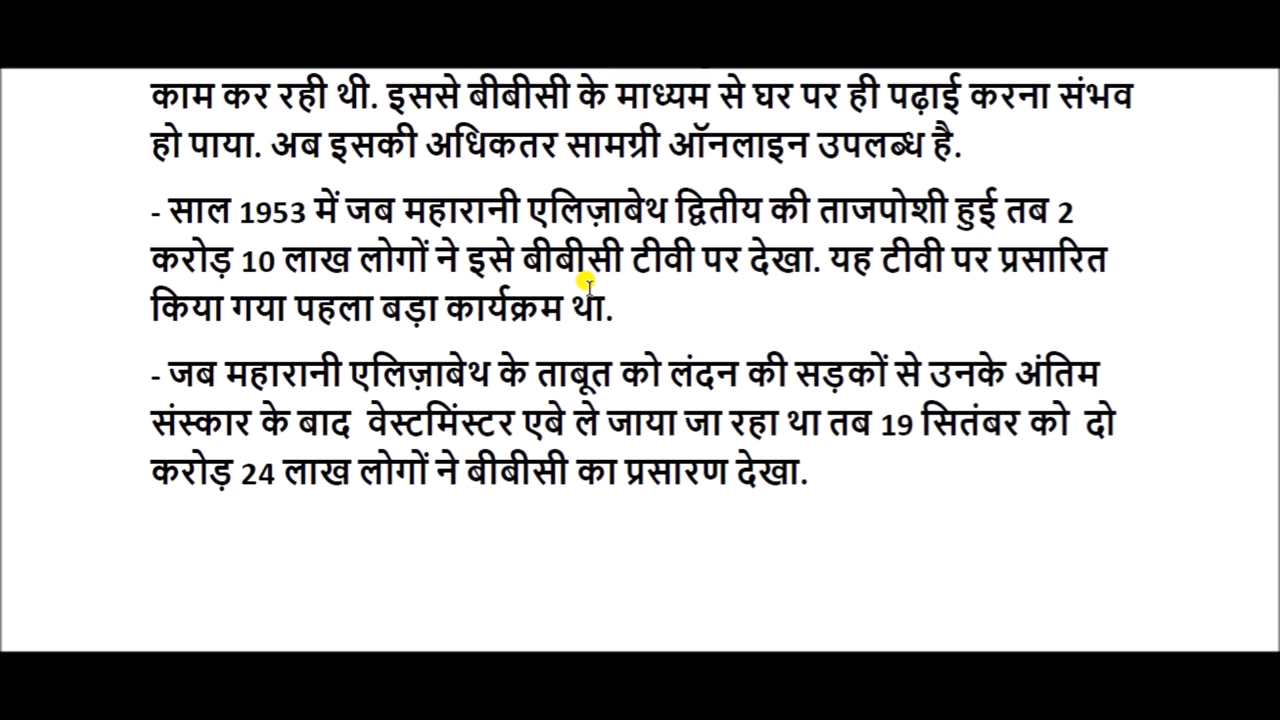 काम कर रही थी. इससे बीबीसी के माध्यम से घर पर ही पढ़ाई करना संभव
हो पाया. अब इसकी अधिकतर सामग्री ऑनलाइन उपलब्ध है.
- साल 1953 में जब महारानी एलिज़ाबेथ द्वितीय की ताजपोशी हुई तब 2
करोड़ 10 लाख लोगों ने इसे बीबीसी टीवी पर देखा. यह टीवी पर प्रसारित
किया गया पहला बड़ा कार्यक्रम था.
- जब महारानी एलिज़ाबेथ के ताबूत को लंदन की सड़कों से उनके अंतिम
संस्कार के बाद वेस्टमिंस्टर एबे ले जाया जा रहा था तब 19 सितंबर को दो
करोड़ 24 लाख लोगों ने बीबीसी का प्रसारण देखा.